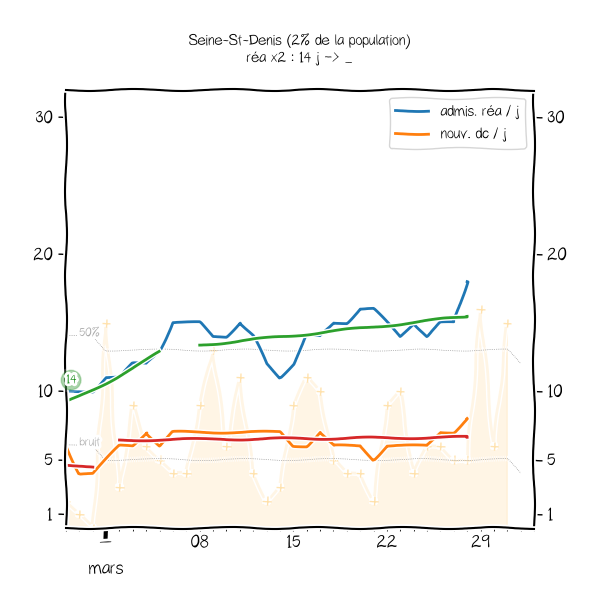 Seine-St-Denis (2% de la population)
réa x2 : 14 j -> _
admis. réa / j
nouv. dc / j
30
30
20
20
... 50%
14
10
10
... bruit
5
5
1
1
1
08
15
22
29
mars